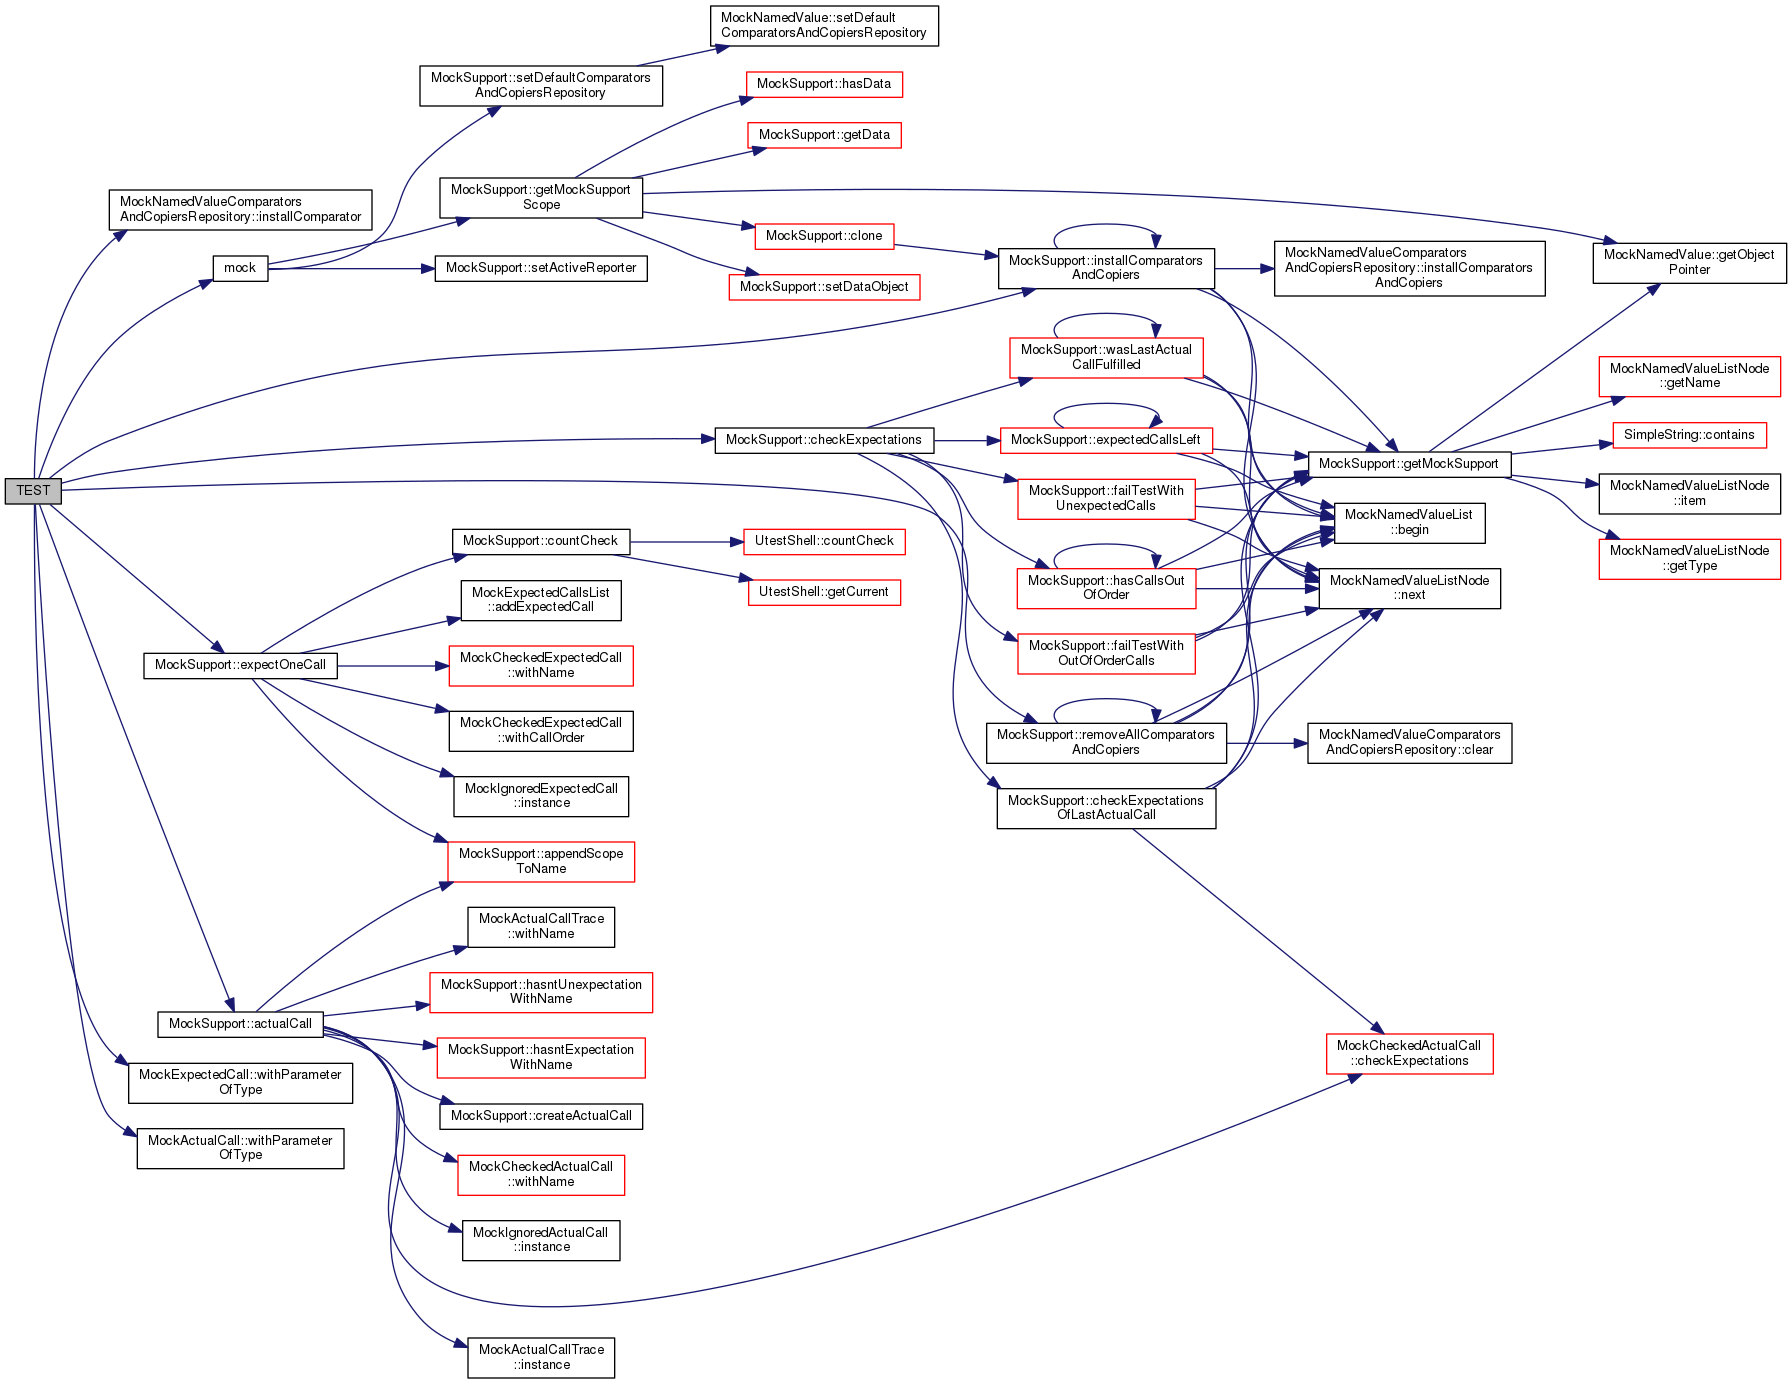 TEST
MockNamedValueComparators
AndCopiersRepository::installComparator
mock
MockSupport::expectOneCall
MockSupport::actualCall
MockExpectedCall::withParameter
OfType
MockActualCall::withParameter
OfType
MockSupport::setDefaultComparators
AndCopiersRepository
MockSupport::getMockSupport
Scope
MockSupport::setActiveReporter
MockSupport::countCheck
MockExpectedCallsList
::addExpectedCall
MockCheckedExpectedCall
::withName
MockCheckedExpectedCall
::withCallOrder
MockIgnoredExpectedCall
::instance
MockSupport::appendScope
ToName
MockActualCallTrace
::withName
MockSupport::hasntUnexpectation
WithName
MockSupport::hasntExpectation
WithName
MockSupport::createActualCall
MockCheckedActualCall
::withName
MockIgnoredActualCall
::instance
MockActualCallTrace
::instance
MockNamedValue::setDefault
ComparatorsAndCopiersRepository
MockSupport::hasData
MockSupport::getData
MockSupport::clone
MockSupport::setDataObject
MockSupport::checkExpectations
UtestShell::countCheck
UtestShell::getCurrent
MockSupport::installComparators
AndCopiers
MockSupport::wasLastActual
CallFulfilled
MockSupport::expectedCallsLeft
MockSupport::failTestWith
UnexpectedCalls
MockSupport::hasCallsOut
OfOrder
MockSupport::failTestWith
OutOfOrderCalls
MockSupport::removeAllComparators
AndCopiers
MockSupport::checkExpectations
OfLastActualCall
MockNamedValueComparators
AndCopiersRepository::installComparators
AndCopiers
MockSupport::getMockSupport
MockNamedValueList
::begin
MockNamedValueListNode
::next
MockNamedValueComparators
AndCopiersRepository::clear
MockCheckedActualCall
::checkExpectations
MockNamedValue::getObject
Pointer
MockNamedValueListNode
::getName
SimpleString::contains
MockNamedValueListNode
::item
MockNamedValueListNode
::getType